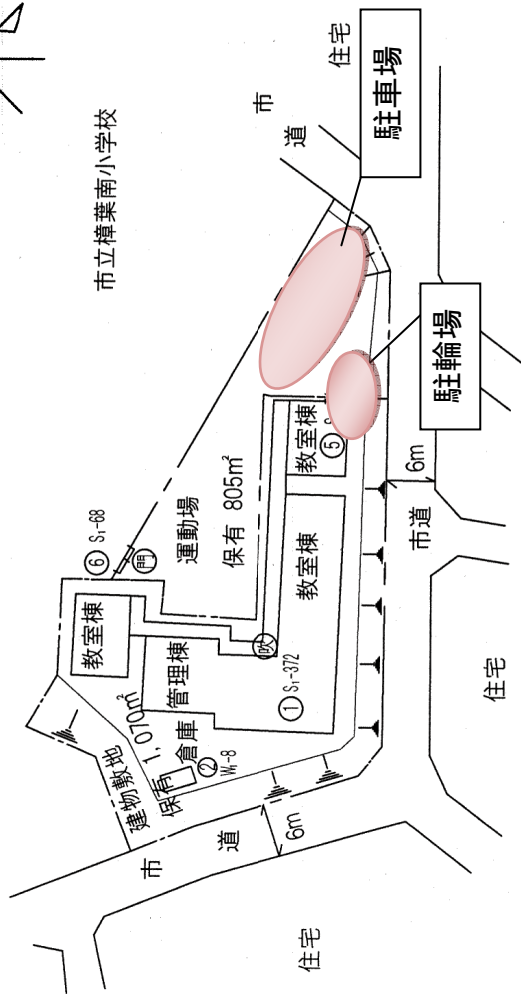 市立樟葉南小学校
住宅
駐車場
市
道
駐輪場
⑥ S₁-68
門
運動場
保有 805㎡
教室棟
⑤
教室棟
教室棟
管理棟
吹
① S₁-372
建物敷地
保有 1,070㎡
倉庫
② W₁-8
市道
6m
市
道
6m
住宅
住宅